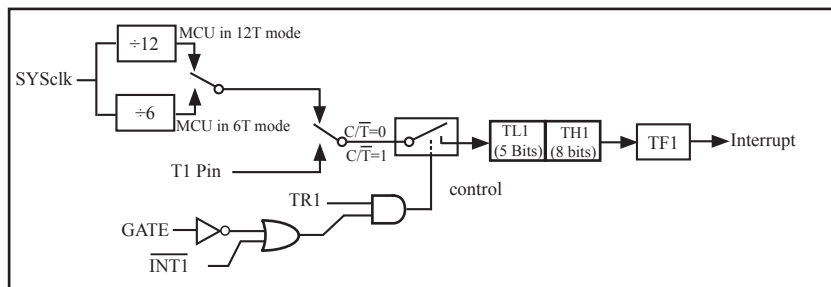 MCU in 12T mode
÷12
SYSclk
÷6
MCU in 6T mode
C/T̅=0
C/T̅=1
T1 Pin
TL1
(5 Bits)
TH1
(8 bits)
TF1
Interrupt
control
TR1
GATE
I̅N̅T̅1̅